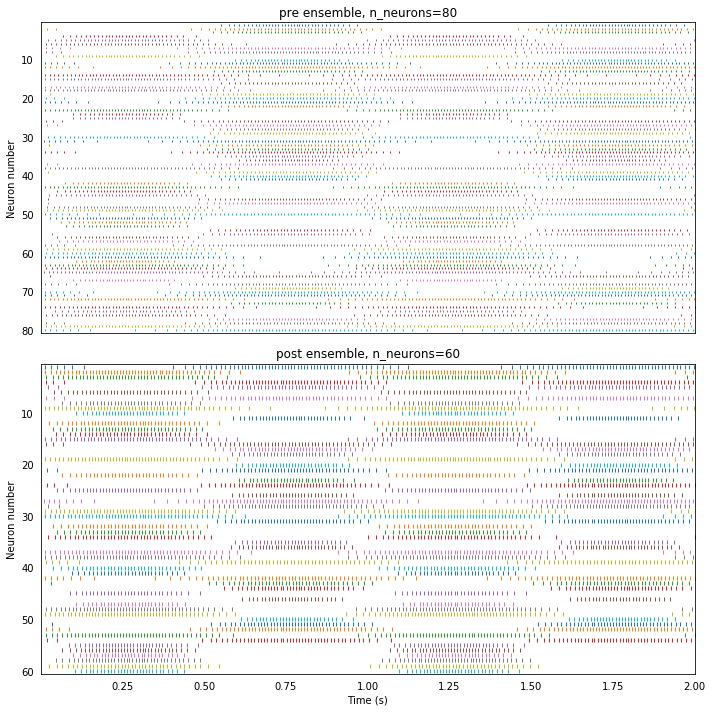 pre ensemble, n_neurons=80
10
20
30
40
50
60
70
80
Neuron number
post ensemble, n_neurons=60
10
20
30
40
50
60
Neuron number
0.25 0.50 0.75 1.00 1.25 1.50 1.75 2.00
Time (s)